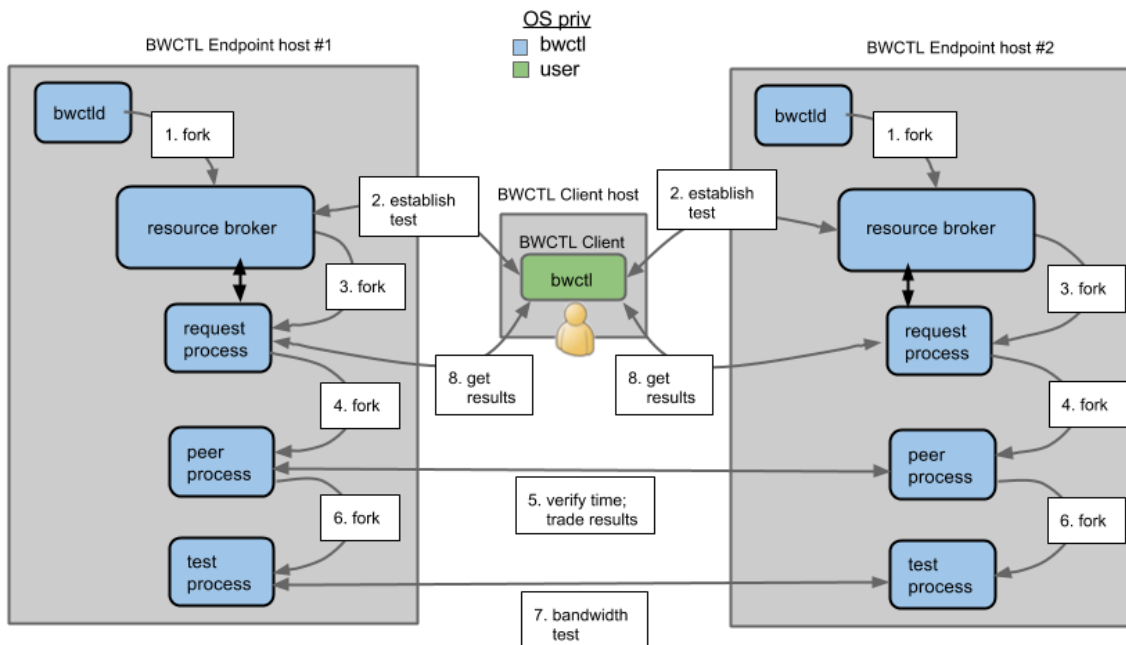 OS priv
bwctl
user
BWCTL Endpoint host #1
BWCTL Endpoint host #2
bwctld
1. fork
resource broker
2. establish
test
3. fork
request
process
8. get
results
4. fork
peer
process
6. fork
test
process
BWCTL Client host
BWCTL Client
bwctl
5. verify time;
trade results
7. bandwidth
test
bwctld
1. fork
2. establish
test
resource broker
3. fork
request
process
8. get
results
4. fork
peer
process
6. fork
test
process